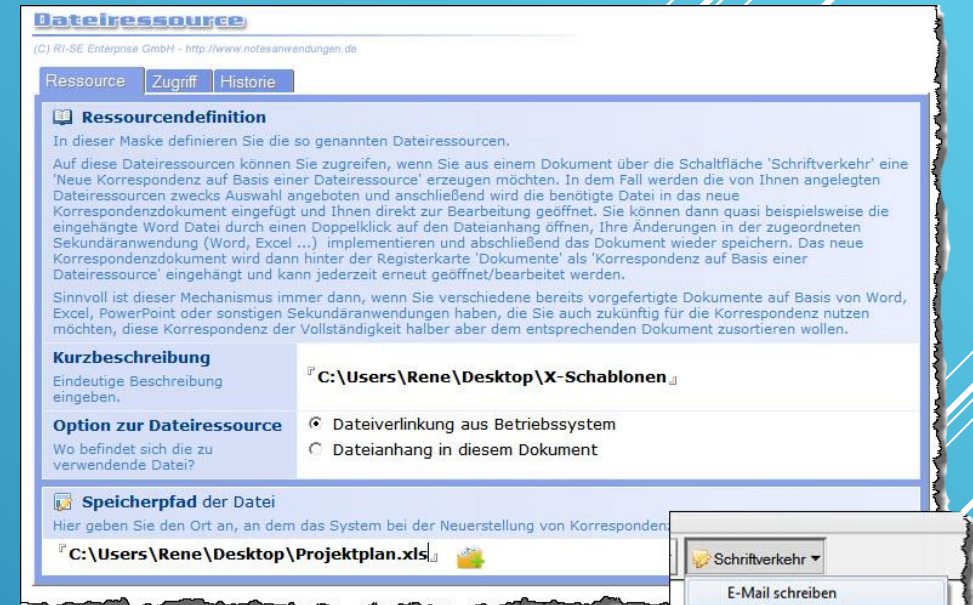 Dateiressource
(C) RI-SE Enterprise GmbH - http://www.notesanwendungen.de
Ressource Zugriff Historie
Ressourcendefinition
In dieser Maske definieren Sie die so genannten Dateiressourcen.
Auf diese Dateiressourcen können Sie zugreifen, wenn Sie aus einem Dokument über die Schaltfläche 'Schriftverkehr' eine
'Neue Korrespondenz auf Basis einer Dateiressource' erzeugen möchten. In dem Fall werden die von Ihnen angelegten
Dateiressourcen zwecks Auswahl angeboten und anschließend wird die benötigte Datei in das neue
Korrespondenzdokument eingefügt und Ihnen direkt zur Bearbeitung geöffnet. Sie können dann quasi beispielsweise die
eingehängte Word Datei durch einen Doppelklick auf den Dateianhang öffnen, Ihre Änderungen in der zugeordneten
Sekundäranwendung (Word, Excel ...) implementieren und abschließend das Dokument wieder speichern. Das neue
Korrespondenzdokument wird dann hinter der Registerkarte 'Dokumente' als 'Korrespondenz auf Basis einer
Dateiressource' eingehängt und kann jederzeit erneut geöffnet/bearbeitet werden.
Sinnvoll ist dieser Mechanismus immer dann, wenn Sie verschiedene bereits vorgefertigte Dokumente auf Basis von Word,
Excel, PowerPoint oder sonstigen Sekundäranwendungen haben, die Sie auch zukünftig für die Korrespondenz nutzen
möchten, diese Korrespondenz der Vollständigkeit halber aber dem entsprechenden Dokument zusortieren wollen.
Kurzbeschreibung
Eindeutige Beschreibung
eingeben.
C:\Users\Rene\Desktop\X-Schablonen
Option zur Dateiressource
Wo befindet sich die zu
verwendende Datei?
Dateiverlinkung aus Betriebssystem
Dateianhang in diesem Dokument
Speicherpfad der Datei
Hier geben Sie den Ort an, an dem das System bei der Neuerstellung von Korresponden
C:\Users\Rene\Desktop\Projektplan.xls
Schriftverkehr
E-Mail schreiben